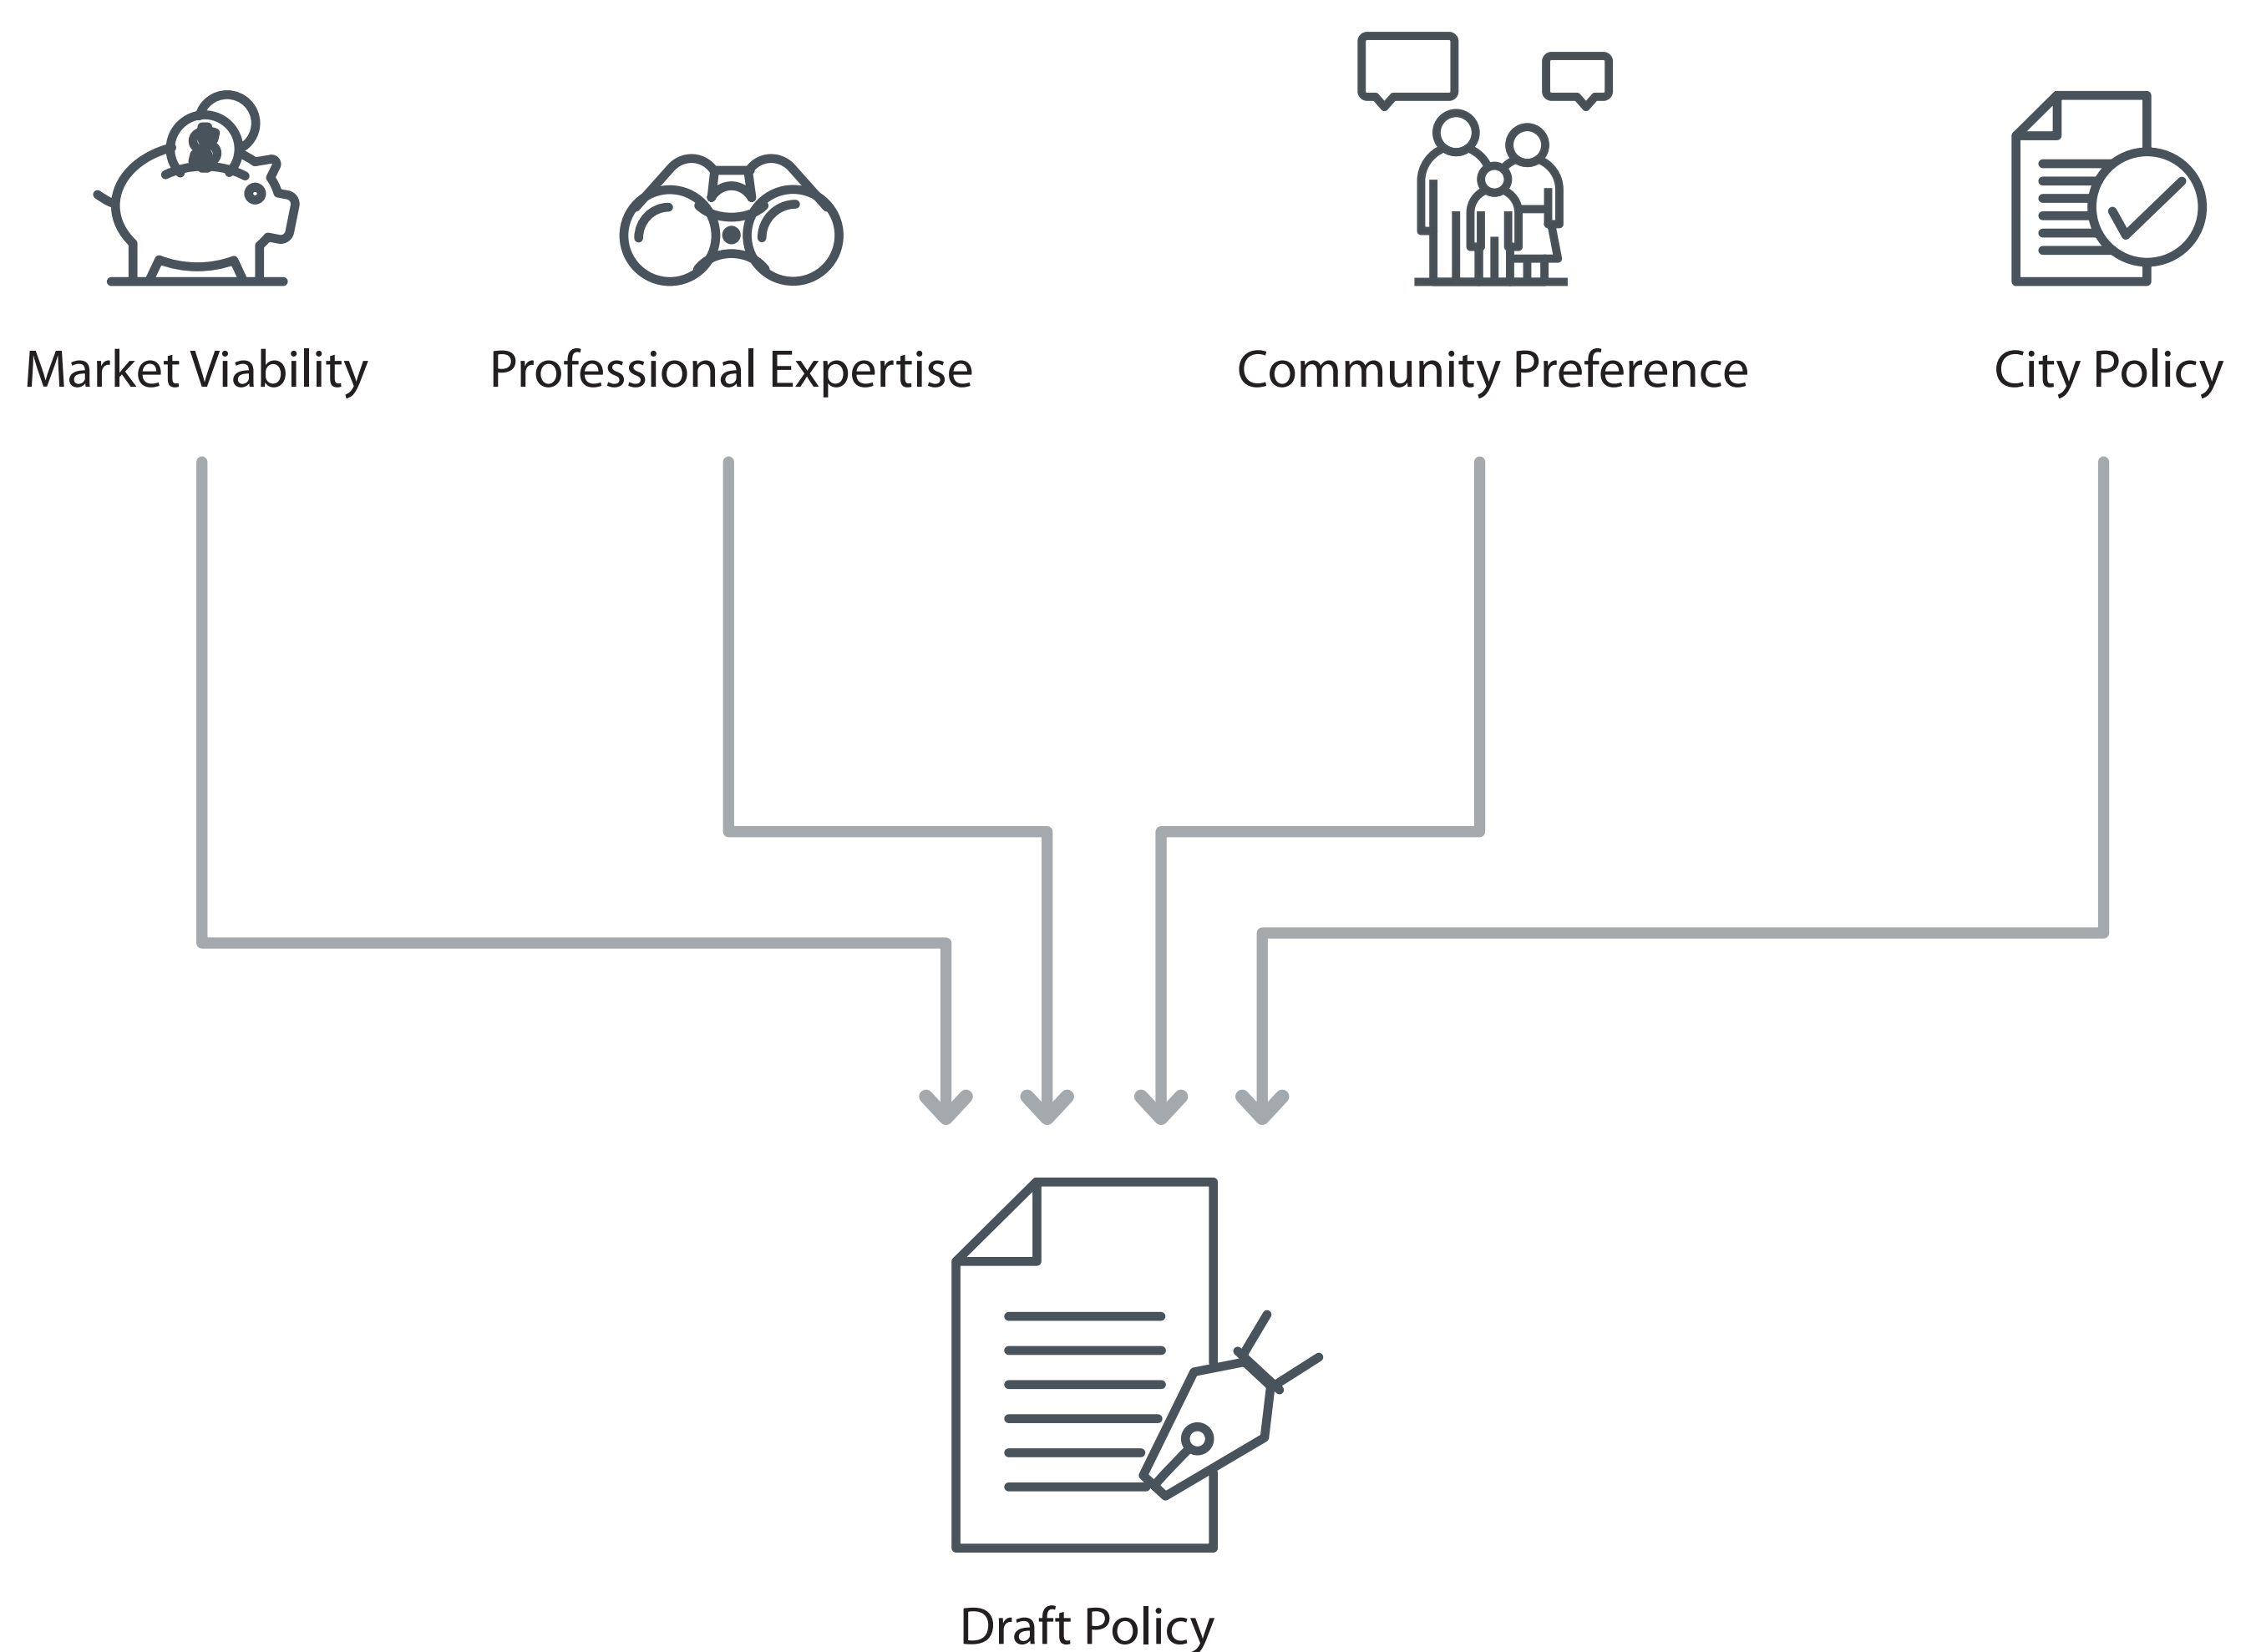 Market Viability
Professional Expertise
Community Preference
City Policy
Draft Policy